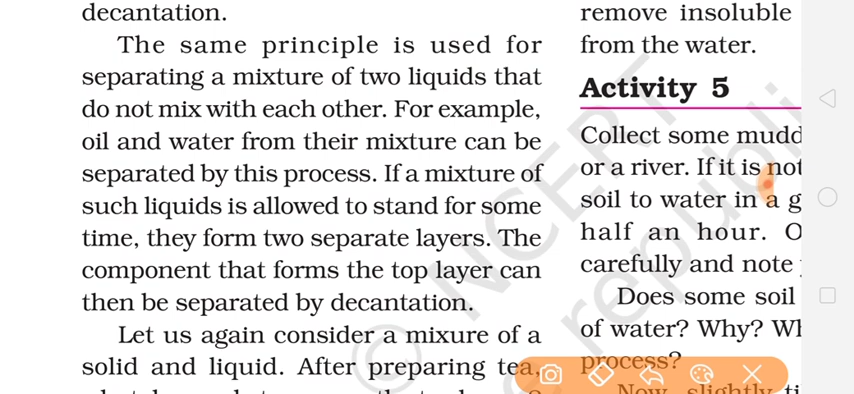 decantation.
The same principle is used for
separating a mixture of two liquids that
do not mix with each other. For example,
oil and water from their mixture can be
separated by this process. If a mixture of
such liquids is allowed to stand for some
time, they form two separate layers. The
component that forms the top layer can
then be separated by decantation.
Let us again consider a mixure of a
solid and liquid. After preparing tea,
remove insoluble
from the water.
Activity 5
Collect some mudd
or a river. If it is not
soil to water in a g
half an hour. O
carefully and note
Does some soil
of water? Why? Wh
process?
Now, slightly ti
© NCERT
republi